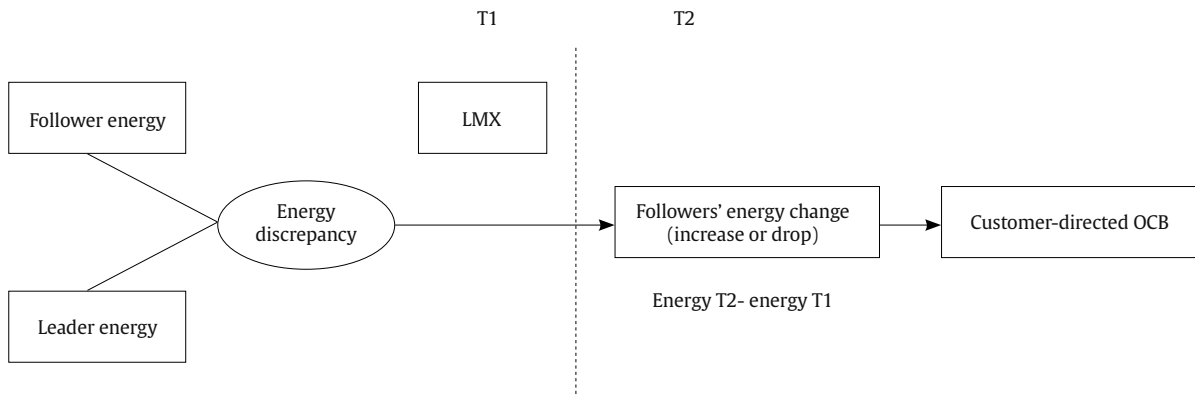 T1
T2
Follower energy
LMX
Energy
discrepancy
Followers’ energy change
(increase or drop)
Customer-directed OCB
Energy T2- energy T1
Leader energy